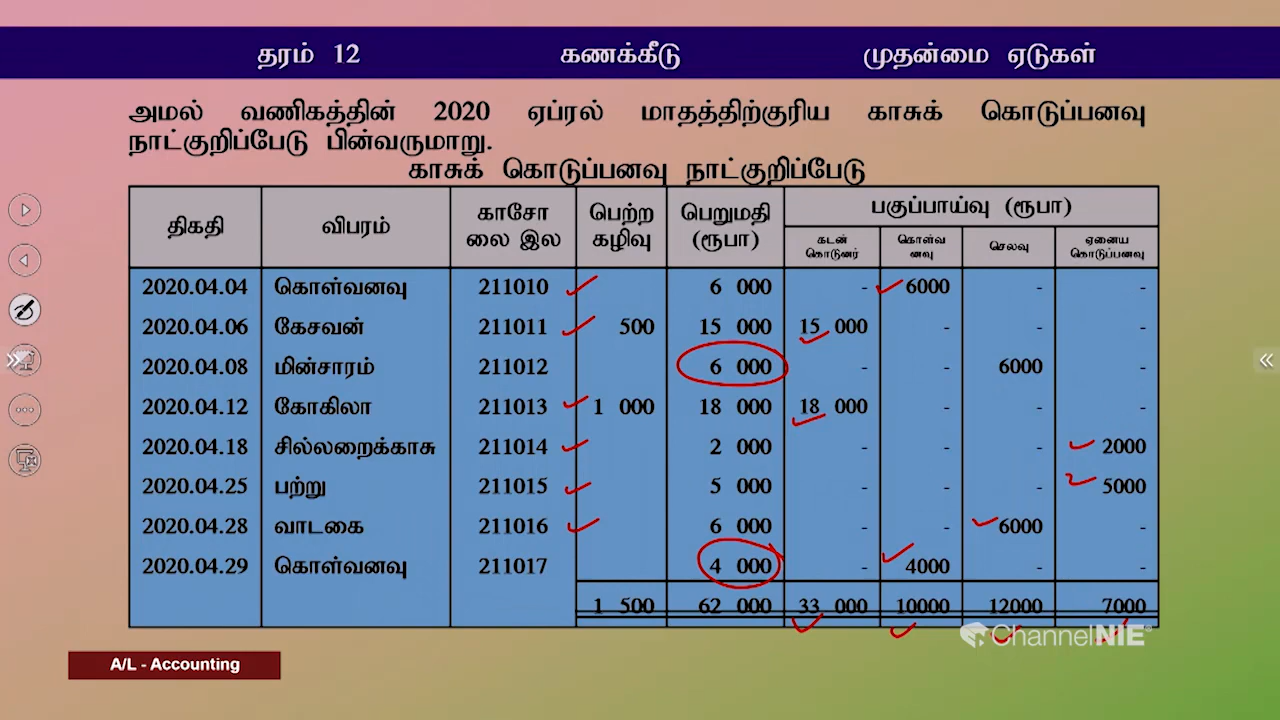 தரம் 12 கணக்கீடு முதன்மை ஏடுகள்
அமல் வணிகத்தின் 2020 ஏப்ரல் மாதத்திற்குரிய காசுக் கொடுப்பனவு
நாட்குறிப்பேடு பின்வருமாறு.
காசுக் கொடுப்பனவு நாட்குறிப்பேடு
திகதி விபரம் காசோ லை இல பெற்ற கழிவு பெறுமதி (ரூபா) பகுப்பாய்வு (ரூபா)
கடன் கொடுனர் கொள்வ னவு செலவு ஏனைய கொடுப்பனவு
2020.04.04 கொள்வனவு 211010 6 000 - 6000 - -
2020.04.06 கேசவன் 211011 500 15 000 15 000 - - -
2020.04.08 மின்சாரம் 211012 6 000 - - 6000 -
2020.04.12 கோகிலா 211013 1 000 18 000 18 000 - - -
2020.04.18 சில்லறைக்காசு 211014 2 000 - - - 2000
2020.04.25 பற்று 211015 5 000 - - - 5000
2020.04.28 வாடகை 211016 6 000 - - 6000 -
2020.04.29 கொள்வனவு 211017 4 000 - 4000 - -
1 500 62 000 33 000 10000 12000 7000
ChannelNIE
A/L - Accounting